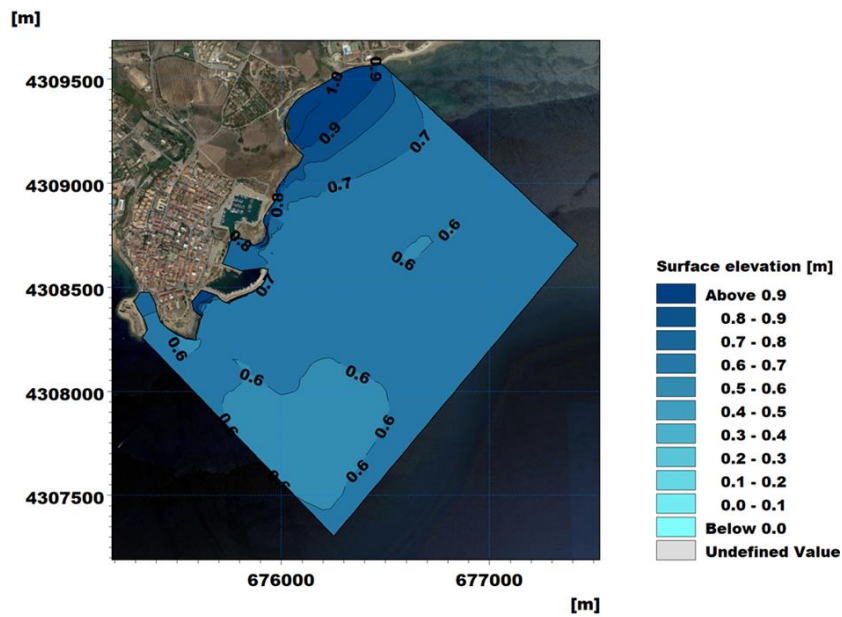 [m]
4309500
4309000
4308500
4308000
4307500
676000
677000
[m]
1.0
0.9
0.9
0.7
0.7
0.8
0.8
0.7
0.6
0.6
0.6
0.6
0.6
0.6
0.6
0.6
0.6
Surface elevation [m]
Above 0.9
0.8 - 0.9
0.7 - 0.8
0.6 - 0.7
0.5 - 0.6
0.4 - 0.5
0.3 - 0.4
0.2 - 0.3
0.1 - 0.2
0.0 - 0.1
Below 0.0
Undefined Value